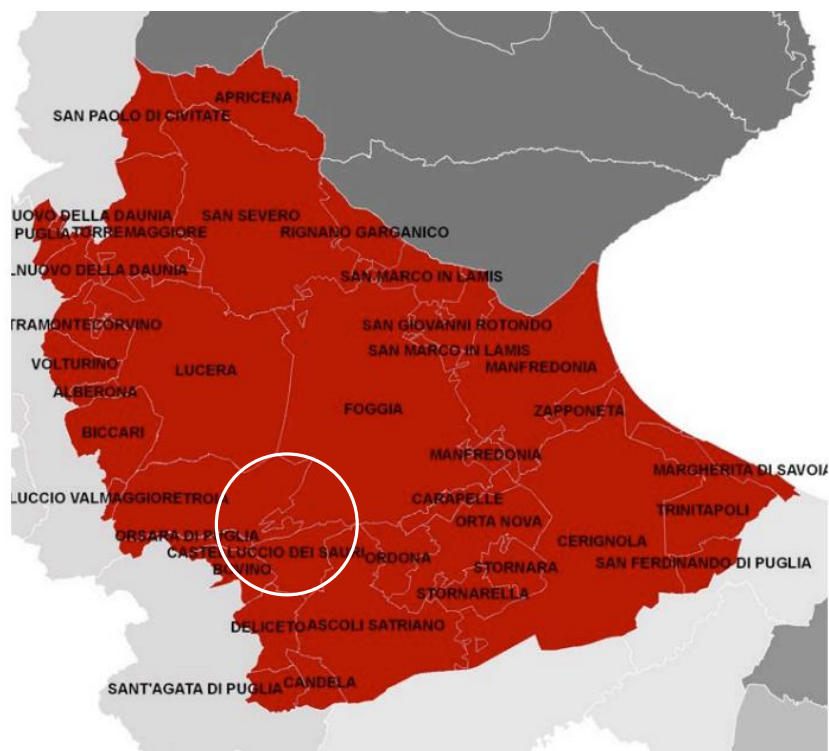 APRICENA
SAN PAOLO DI CIVITATE
UOVO DELLA DAUNIA
SAN SEVERO
PUGLIA
TORREMAGGIORE
RIGNANO GARGANICO
LNUOVO DELLA DAUNIA
SAN MARCO IN LAMIS
TRAMONTECORVINO
SAN GIOVANNI ROTONDO
SAN MARCO IN LAMIS
VOLTURINO
LUCERA
MANFREDONIA
ALBERONA
FOGGIA
ZAPPONETA
BICCARI
MANFREDONIA
MARGHERITA DI SAVOIA
LUCCIO VALMAGGIORE
TROIA
CARAPELLE
TRINITAPOLI
ORTA NOVA
ORSARA DI PUGLIA
CERIGNOLA
CASTELLUCCIO DEI SAURI
ORDONA
BOVINO
STORNARA
SAN FERDINANDO DI PUGLIA
STORNARELLA
DELICETO
ASCOLI SATRIANO
SANT'AGATA DI PUGLIA
CANDELA